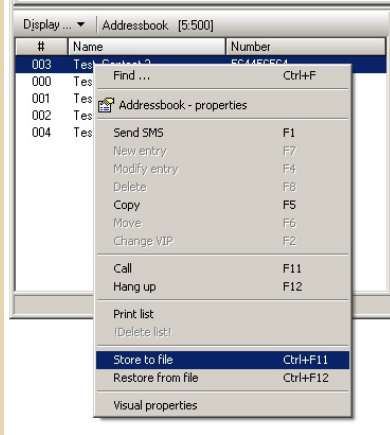 Display ... Addressbook [5:500]
# Name Number
003
000 Tes
001 Tes
002 Tes
004 Tes
Find ... Ctrl+F
Addressbook - properties
Send SMS F1
New entry F7
Modify entry F4
Delete F8
Copy F5
Move F6
Change VIP F2
Call F11
Hang up F12
Print list
!Delete list!
Store to file Ctrl+F11
Restore from file Ctrl+F12
Visual properties